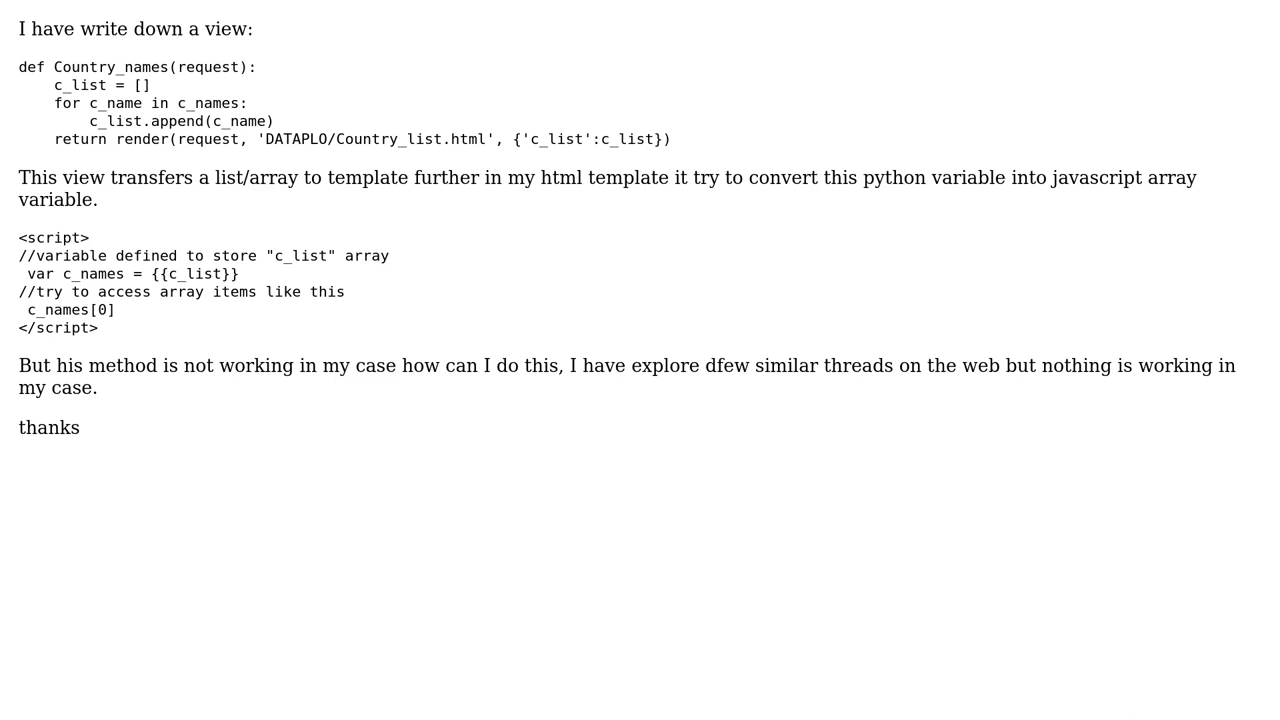 I have write down a view:
def Country_names(request):
    c_list = []
    for c_name in c_names:
        c_list.append(c_name)
    return render(request, 'DATAPLO/Country_list.html', {'c_list':c_list})
This view transfers a list/array to template further in my html template it try to convert this python variable into javascript array
variable.
<script>
//variable defined to store "c_list" array
 var c_names = {{c_list}}
//try to access array items like this
 c_names[0]
</script>
But his method is not working in my case how can I do this, I have explore dfew similar threads on the web but nothing is working in
my case.
thanks